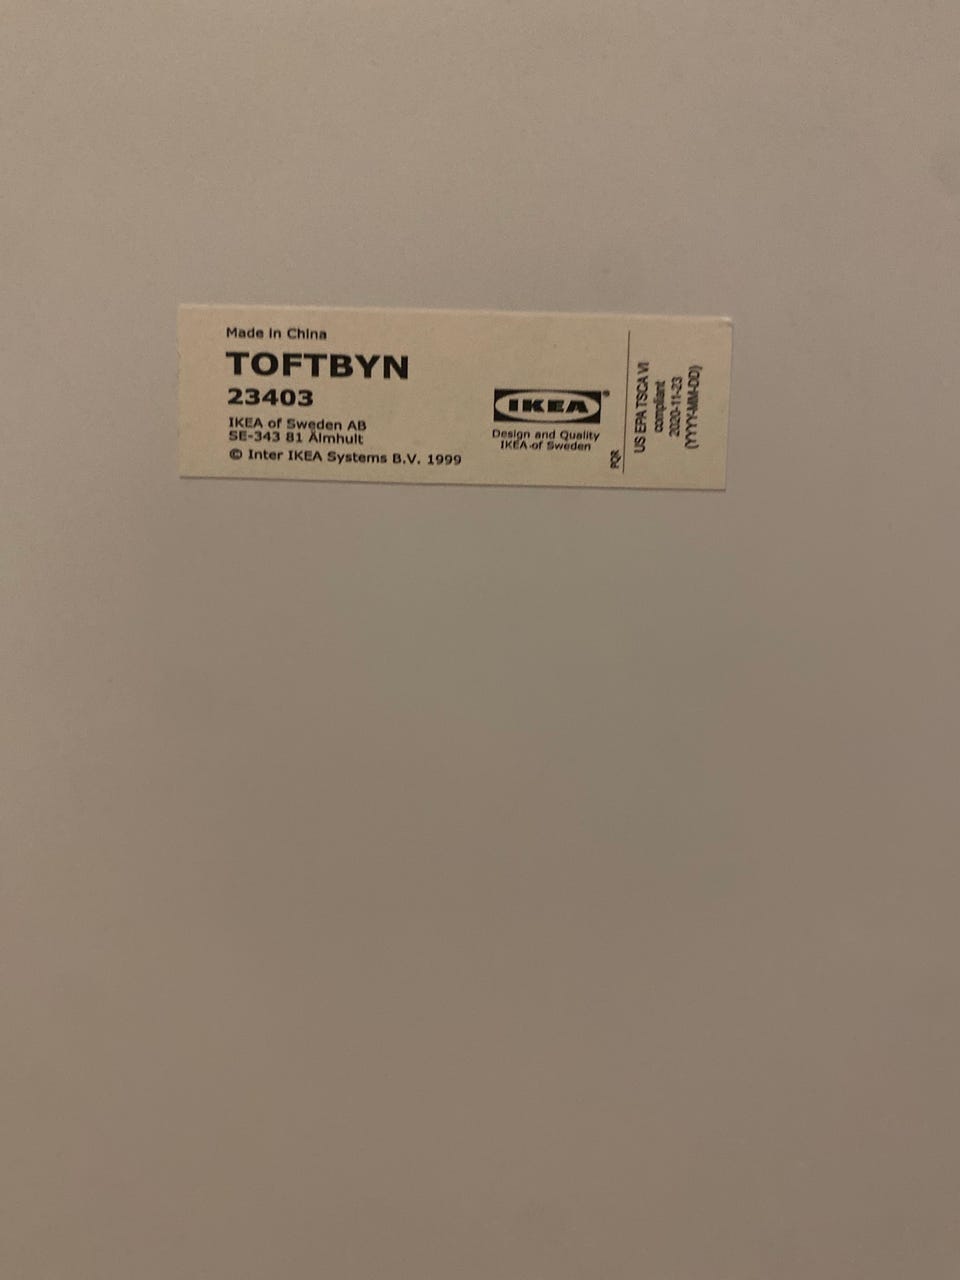 Made in China
TOFTBYN
23403
IKEA of Sweden AB
SE-343 81 Älmhult
© Inter IKEA Systems B.V. 1999
IKEA®
Design and Quality
IKEA of Sweden
PQR
US EPA TSCA VI
compliant
2020-11-23
(YYYY-MM-DD)